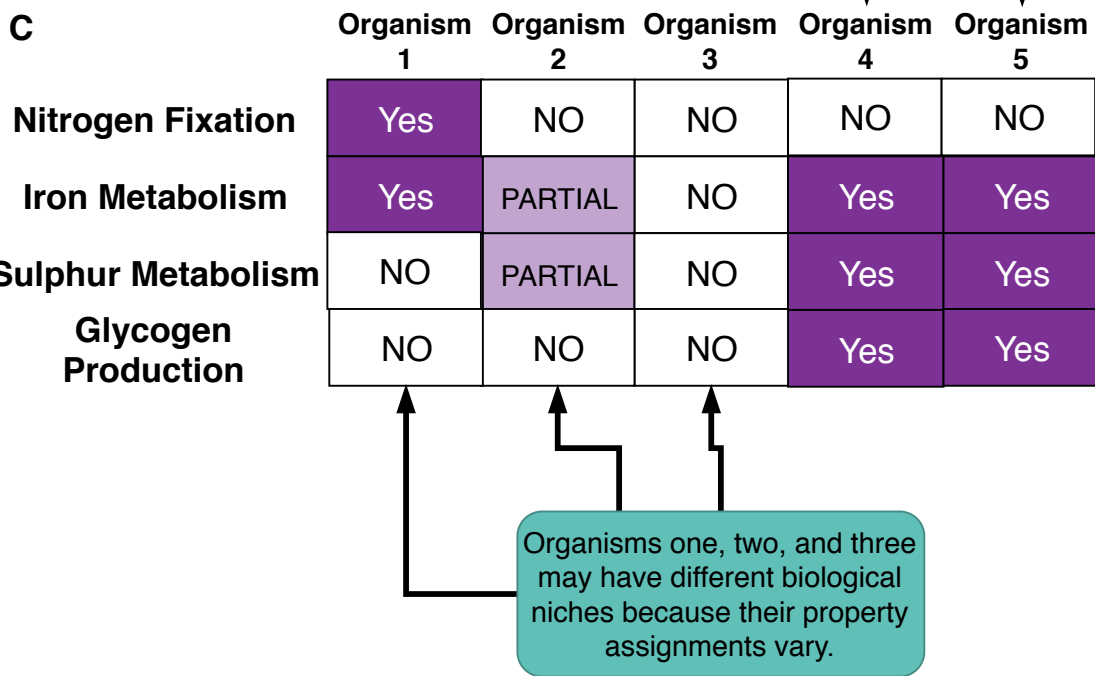 C
Organism 1
Organism 2
Organism 3
Organism 4
Organism 5
Nitrogen Fixation Yes NO NO NO NO
Iron Metabolism Yes PARTIAL NO Yes Yes
Sulphur Metabolism NO PARTIAL NO Yes Yes
Glycogen Production NO NO NO Yes Yes
Organisms one, two, and three
may have different biological
niches because their property
assignments vary.